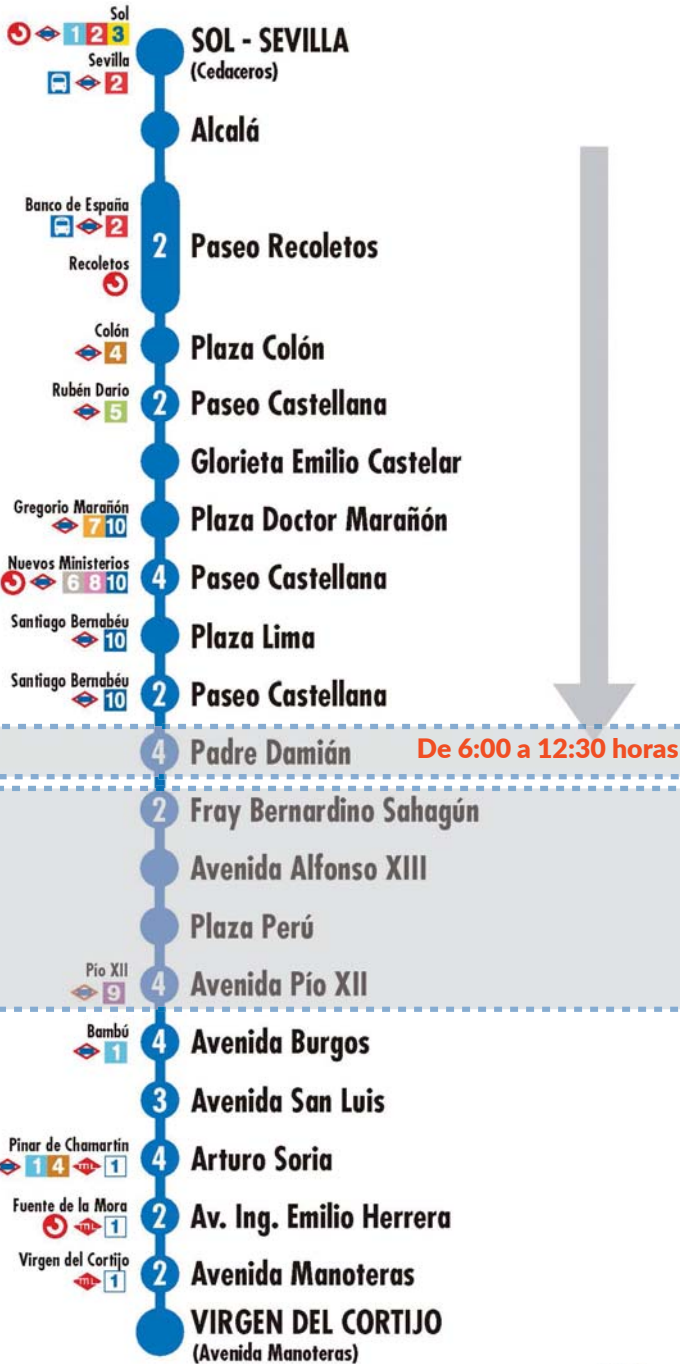 Sol
1 2 3
SOL - SEVILLA
Sevilla
(Cedaceros)
2
Alcalá
Banco de España
2
2 Paseo Recoletos
Recoletos
Colón
4
Plaza Colón
Rubén Darío
5
2 Paseo Castellana
Glorieta Emilio Castelar
Gregorio Marañón
7 10
Plaza Doctor Marañón
Nuevos Ministerios
6 8 10
4 Paseo Castellana
Santiago Bernabéu
10
Plaza Lima
Santiago Bernabéu
10
2 Paseo Castellana
4 Padre Damián De 6:00 a 12:30 horas
2 Fray Bernardino Sahagún
Avenida Alfonso XIII
Plaza Perú
Pío XII
9
4 Avenida Pío XII
Bambú
1
4 Avenida Burgos
3 Avenida San Luis
Pinar de Chamartín
1 4 ML 1
4 Arturo Soria
Fuente de la Mora
ML 1
2 Av. Ing. Emilio Herrera
Virgen del Cortijo
ML 1
2 Avenida Manoteras
VIRGEN DEL CORTIJO
(Avenida Manoteras)